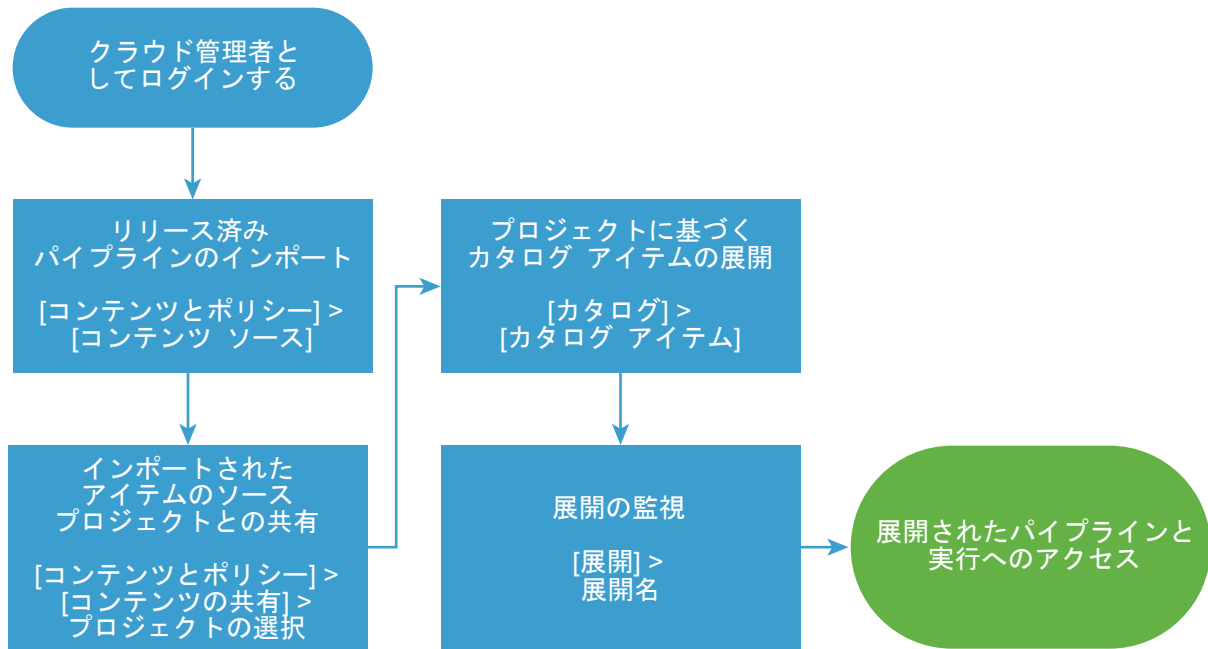 クラウド管理者と
してログインする
リリース済み
パイプラインのインポート
[コンテンツとポリシー] >
[コンテンツ ソース]
インポートされた
アイテムのソース
プロジェクトとの共有
[コンテンツとポリシー] >
[コンテンツの共有] >
プロジェクトの選択
プロジェクトに基づく
カタログ アイテムの展開
[カタログ] >
[カタログ アイテム]
展開の監視
[展開] >
展開名
展開されたパイプラインと
実行へのアクセス